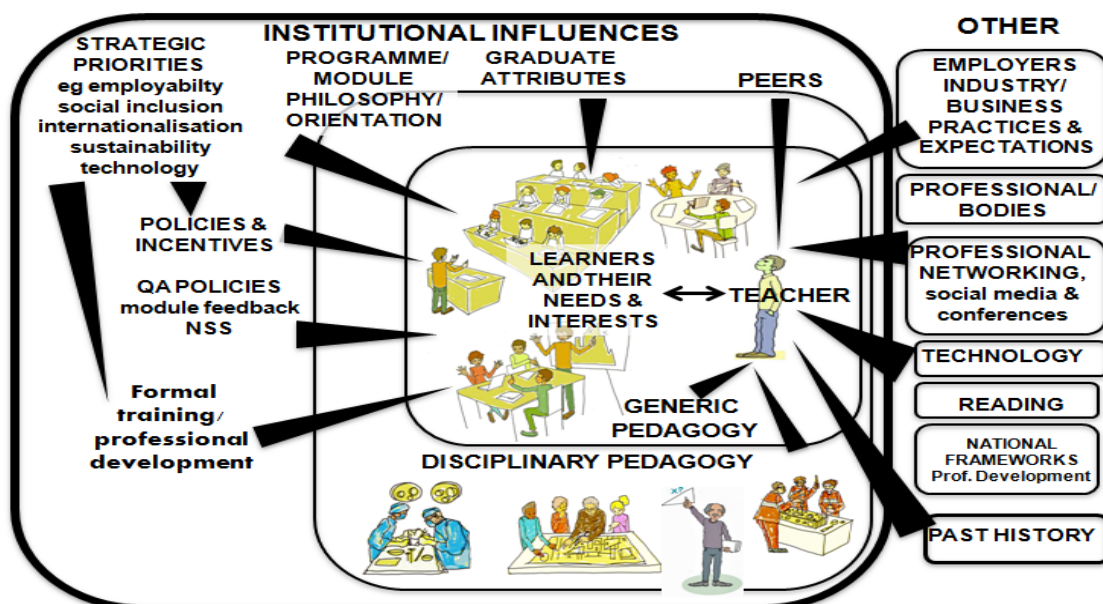 INSTITUTIONAL INFLUENCES
STRATEGIC
PRIORITIES
eg employabilty
social inclusion
internationalisation
sustainability
technology
PROGRAMME/
MODULE
PHILOSOPHY/
ORIENTATION
GRADUATE
ATTRIBUTES
PEERS
POLICIES &
INCENTIVES
QA POLICIES
module feedback
NSS
Formal
training/
professional
development
LEARNERS
ANDTHEIR
NEEDS &
INTERESTS
TEACHER
GENERIC
PEDAGOGY
DISCIPLINARY PEDAGOGY
X?
OTHER
EMPLOYERS
INDUSTRY/
BUSINESS
PRACTICES &
EXPECTATIONS
PROFESSIONAL/
BODIES
PROFESSIONAL
NETWORKING,
social media &
conferences
TECHNOLOGY
READING
NATIONAL
FRAMEWORKS
Prof. Development
PAST HISTORY